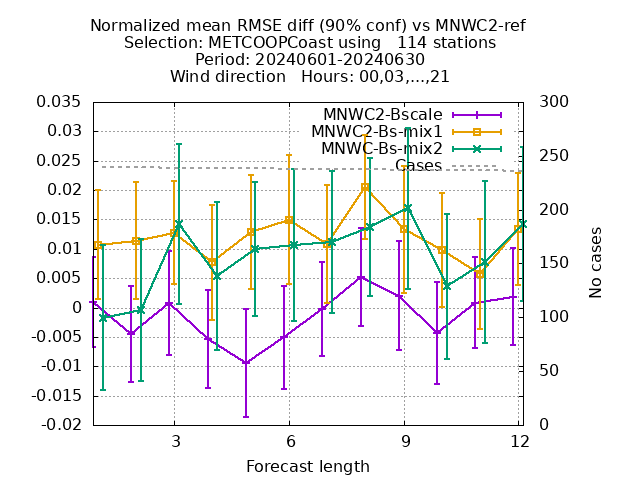 Normalized mean RMSE diff (90% conf) vs MNWC2-ref
Selection: METCOOPCoast using   114 stations
Period: 20240601-20240630
Wind direction   Hours: 00,03,...,21
MNWC2-Bscale
MNWC2-Bs-mix1
MNWC-Bs-mix2
Cases
0.035
0.03
0.025
0.02
0.015
0.01
0.005
0
-0.005
-0.01
-0.015
-0.02
300
250
200
150
100
50
0
No cases
3
6
9
12
Forecast length